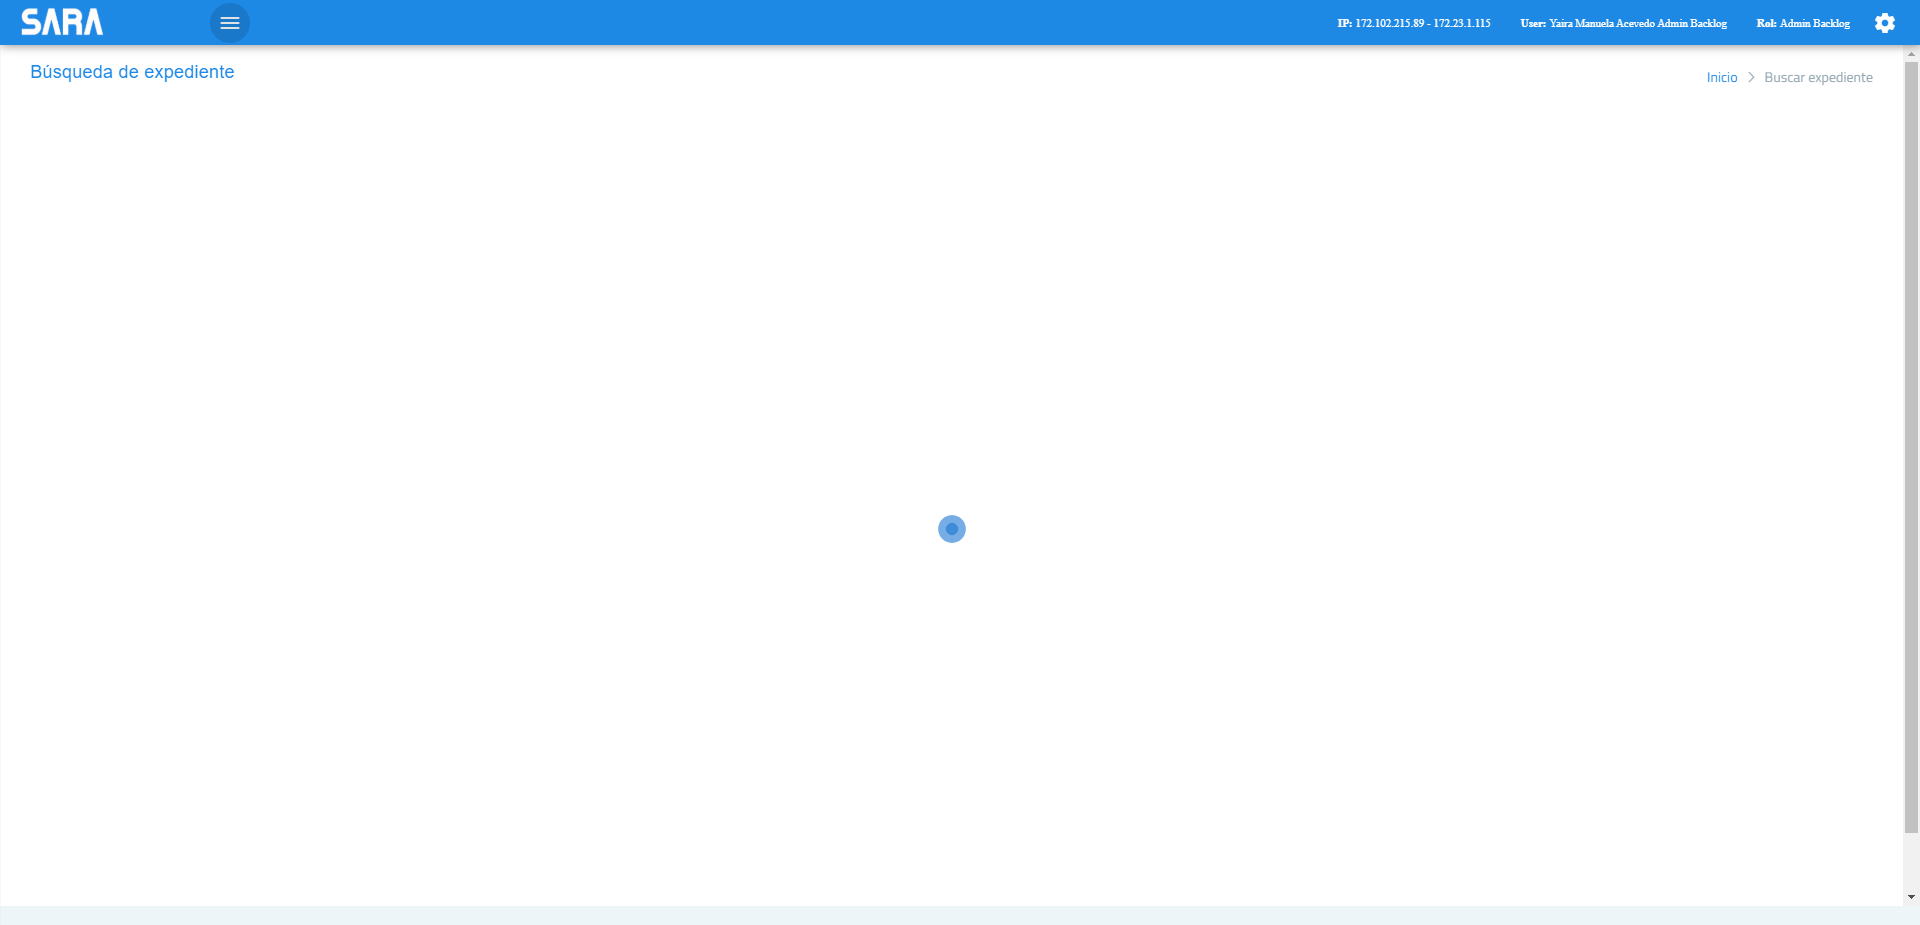 SARA
IP: 172.102.215.89 - 172.23.1.115 User: Yaira Manuela Acevedo Admin Backlog Rol: Admin Backlog
Búsqueda de expediente
Inicio > Buscar expediente